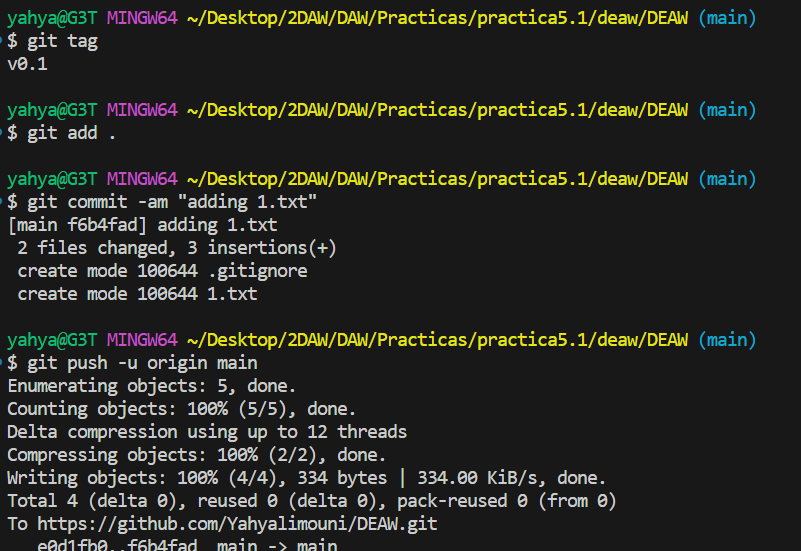 yahya@G3T MINGW64 ~/Desktop/2DAW/DAW/Practicas/practica5.1/deaw/DEAW (main)
$ git tag
v0.1
yahya@G3T MINGW64 ~/Desktop/2DAW/DAW/Practicas/practica5.1/deaw/DEAW (main)
$ git add .
yahya@G3T MINGW64 ~/Desktop/2DAW/DAW/Practicas/practica5.1/deaw/DEAW (main)
$ git commit -am "adding 1.txt"
[main f6b4fad] adding 1.txt
2 files changed, 3 insertions(+)
create mode 100644 .gitignore
create mode 100644 1.txt
yahya@G3T MINGW64 ~/Desktop/2DAW/DAW/Practicas/practica5.1/deaw/DEAW (main)
$ git push -u origin main
Enumerating objects: 5, done.
Counting objects: 100% (5/5), done.
Delta compression using up to 12 threads
Compressing objects: 100% (2/2), done.
Writing objects: 100% (4/4), 334 bytes | 334.00 KiB/s, done.
Total 4 (delta 0), reused 0 (delta 0), pack-reused 0 (from 0)
To https://github.com/Yahyalimouni/DEAW.git
e0d1fb0..f6b4fad main -> main